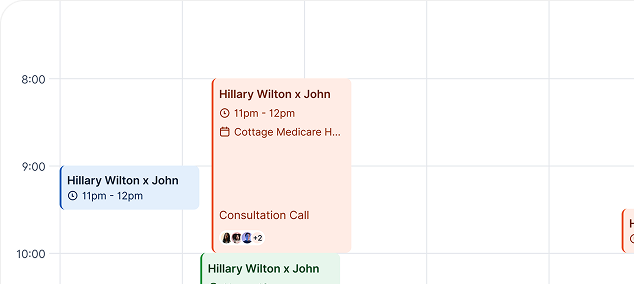 8:00
Hillary Wilton x John
11pm - 12pm
Cottage Medicare H...
9:00
Hillary Wilton x John
11pm - 12pm
Consultation Call
+2
10:00
Hillary Wilton x John
H